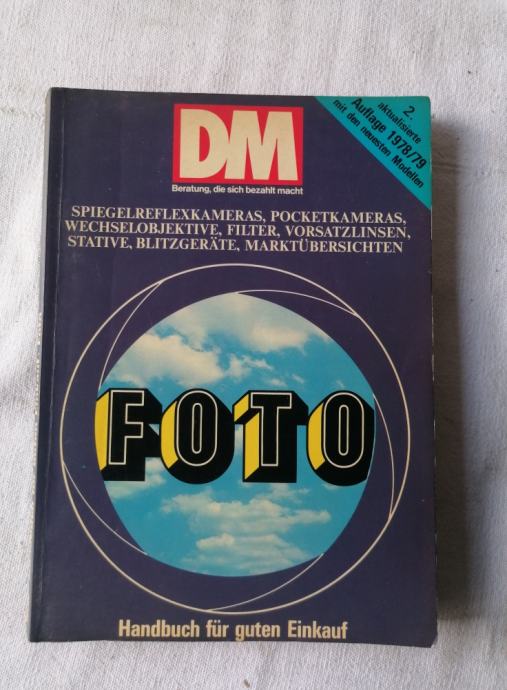 DM
Beratung, die sich bezahlt macht
2.
aktualisierte
Auflage 1978/79
mit den neuesten Modellen
SPIEGELREFLEXKAMERAS, POCKETKAMERAS,
WECHSELOBJEKTIVE, FILTER, VORSATZLINSEN,
STATIVE, BLITZGERÄTE, MARKTÜBERSICHTEN
FOTO
Handbuch für guten Einkauf